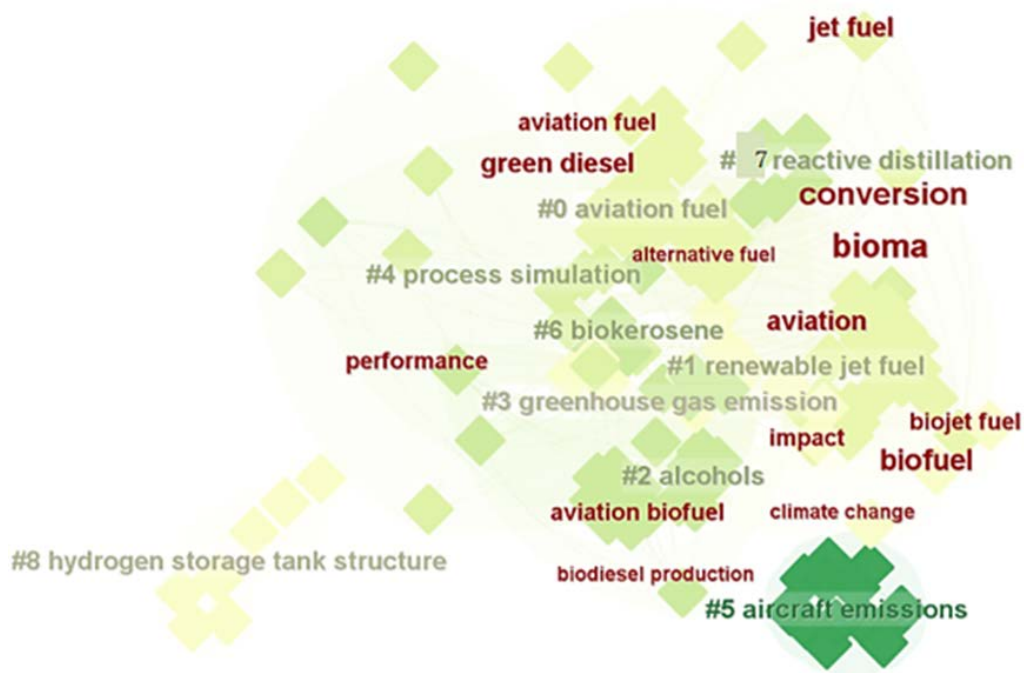 jet fuel
aviation fuel
green diesel
# 7 reactive distillation
conversion
#0 aviation fuel
bioma
alternative fuel
#4 process simulation
aviation
#6 biokerosene
performance
#1 renewable jet fuel
#3 greenhouse gas emission
biojet fuel
impact
biofuel
#2 alcohols
aviation biofuel
climate change
#8 hydrogen storage tank structure
biodiesel production
#5 aircraft emissions